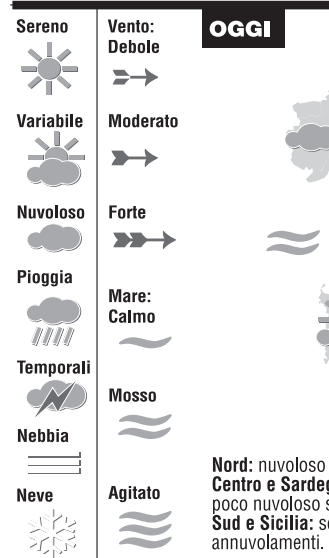 Sereno
Variabile
Nuvoloso
Pioggia
Temporali
Nebbia
Neve
Vento:
Debole
Moderato
Forte
Mare:
Calmo
Mosso
Agitato
OGGI
Nord: nuvoloso
Centro e
poco nuvoloso
Sud e Sicilia:
annuvolamenti.